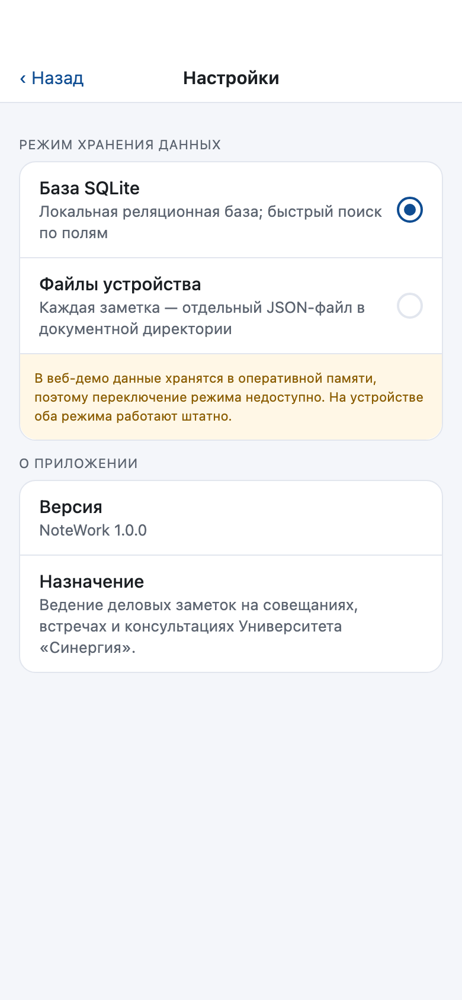 ‹ Назад
Настройки
РЕЖИМ ХРАНЕНИЯ ДАННЫХ
База SQLite
Локальная реляционная база; быстрый поиск
по полям
Файлы устройства
Каждая заметка — отдельный JSON-файл в
документной директории
В веб-демо данные хранятся в оперативной памяти,
поэтому переключение режима недоступно. На устройстве
оба режима работают штатно.
О ПРИЛОЖЕНИИ
Версия
NoteWork 1.0.0
Назначение
Ведение деловых заметок на совещаниях,
встречах и консультациях Университета
«Синергия».